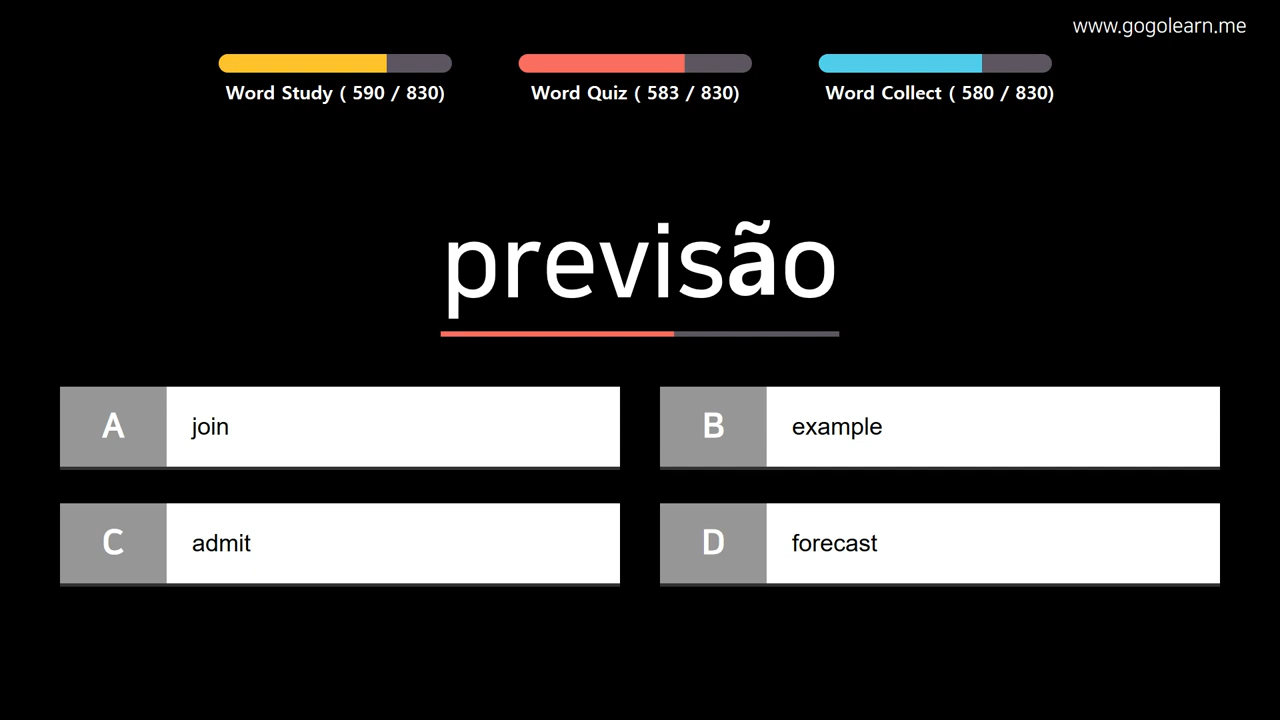 www.gogolearn.me
Word Study ( 590 / 830)
Word Quiz ( 583 / 830)
Word Collect ( 580 / 830)
previsão
A join
B example
C admit
D forecast